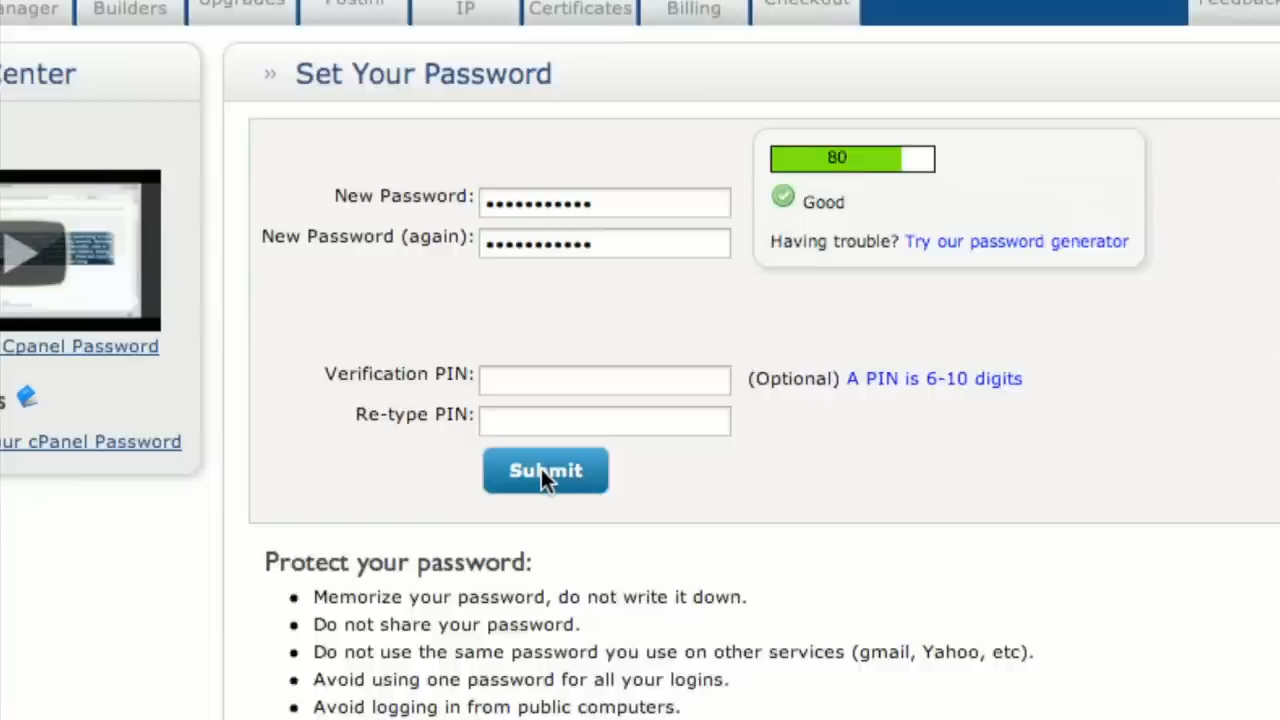 Builders
IP
Certificates
Billing
Set Your Password
80
Good
Having trouble? Try our password generator
New Password:
New Password (again):
Cpanel Password
Verification PIN:
(Optional) A PIN is 6-10 digits
Re-type PIN:
cPanel Password
Submit
Protect your password:
Memorize your password, do not write it down.
Do not share your password.
Do not use the same password you use on other services (gmail, Yahoo, etc).
Avoid using one password for all your logins.
Avoid logging in from public computers.